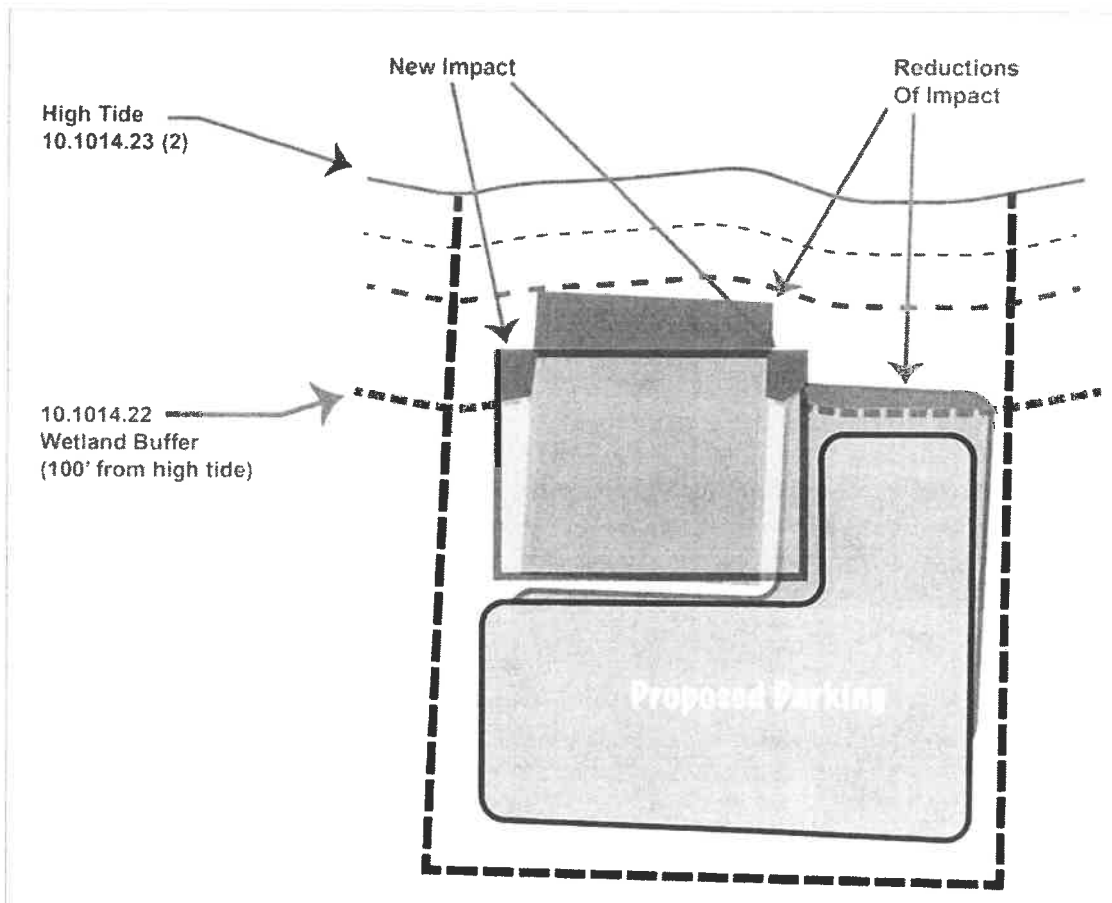 New Impact
Reductions
Of Impact
High Tide
10.1014.23 (2)
10.1014.22
Wetland Buffer
(100' from high tide)
Proposed Parking